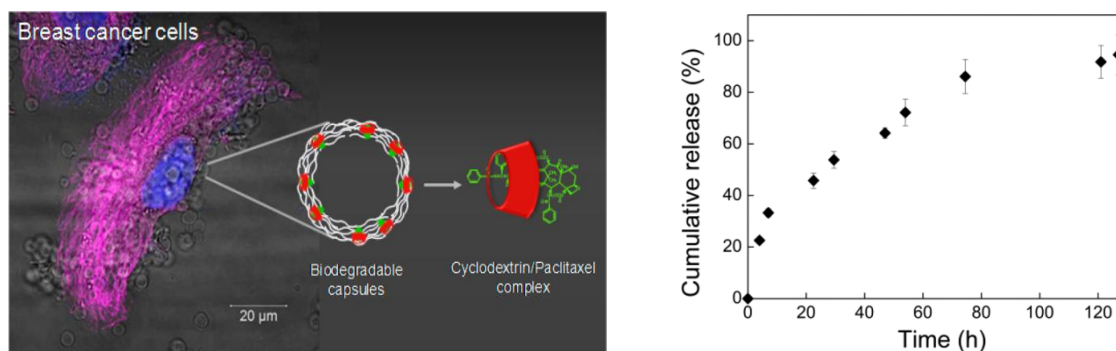 Breast cancer cells
Biodegradable
capsules
Cyclodextrin/Paclitaxel
complex
20 µm
Cumulative release (%)
100
80
60
40
20
0
0 20 40 60 80 100 120
Time (h)